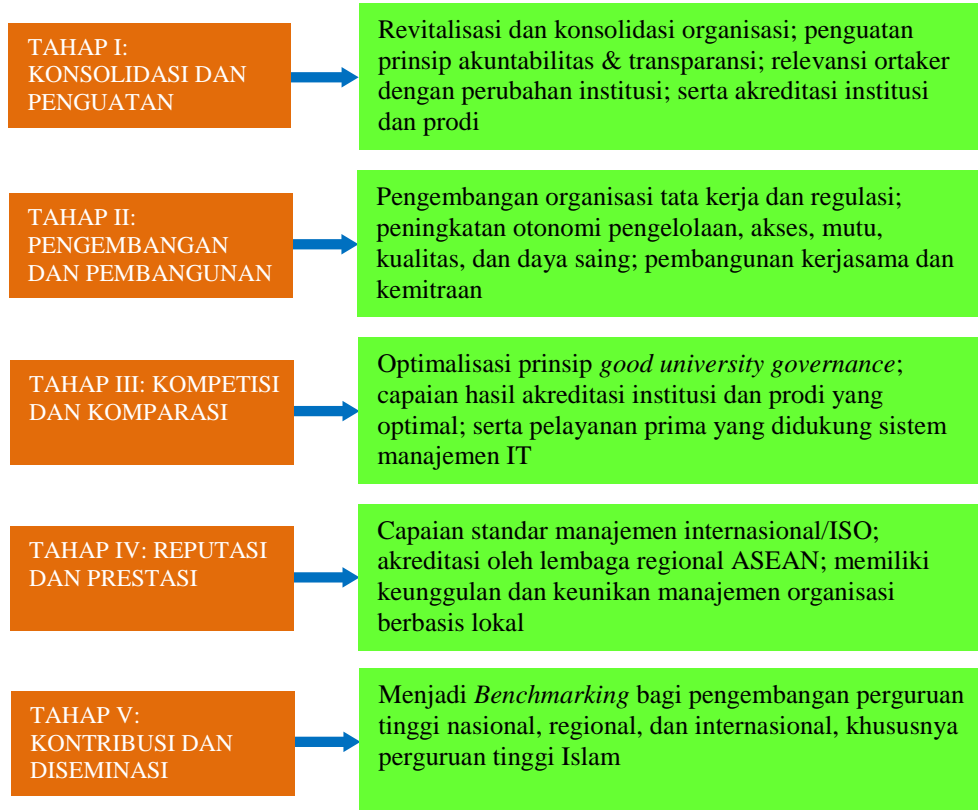 TAHAP I:
KONSOLIDASI DAN
PENGUATAN
Revitalisasi dan konsolidasi organisasi; penguatan
prinsip akuntabilitas & transparansi; relevansi ortaker
dengan perubahan institusi; serta akreditasi institusi
dan prodi
TAHAP II:
PENGEMBANGAN
DAN PEMBANGUNAN
Pengembangan organisasi tata kerja dan regulasi;
peningkatan otonomi pengelolaan, akses, mutu,
kualitas, dan daya saing; pembangunan kerjasama dan
kemitraan
TAHAP III: KOMPETISI
DAN KOMPARASI
Optimalisasi prinsip good university governance;
capaian hasil akreditasi institusi dan prodi yang
optimal; serta pelayanan prima yang didukung sistem
manajemen IT
TAHAP IV: REPUTASI
DAN PRESTASI
Capaian standar manajemen internasional/ISO;
akreditasi oleh lembaga regional ASEAN; memiliki
keunggulan dan keunikan manajemen organisasi
berbasis lokal
TAHAP V:
KONTRIBUSI DAN
DISEMINASI
Menjadi Benchmarking bagi pengembangan perguruan
tinggi nasional, regional, dan internasional, khususnya
perguruan tinggi Islam